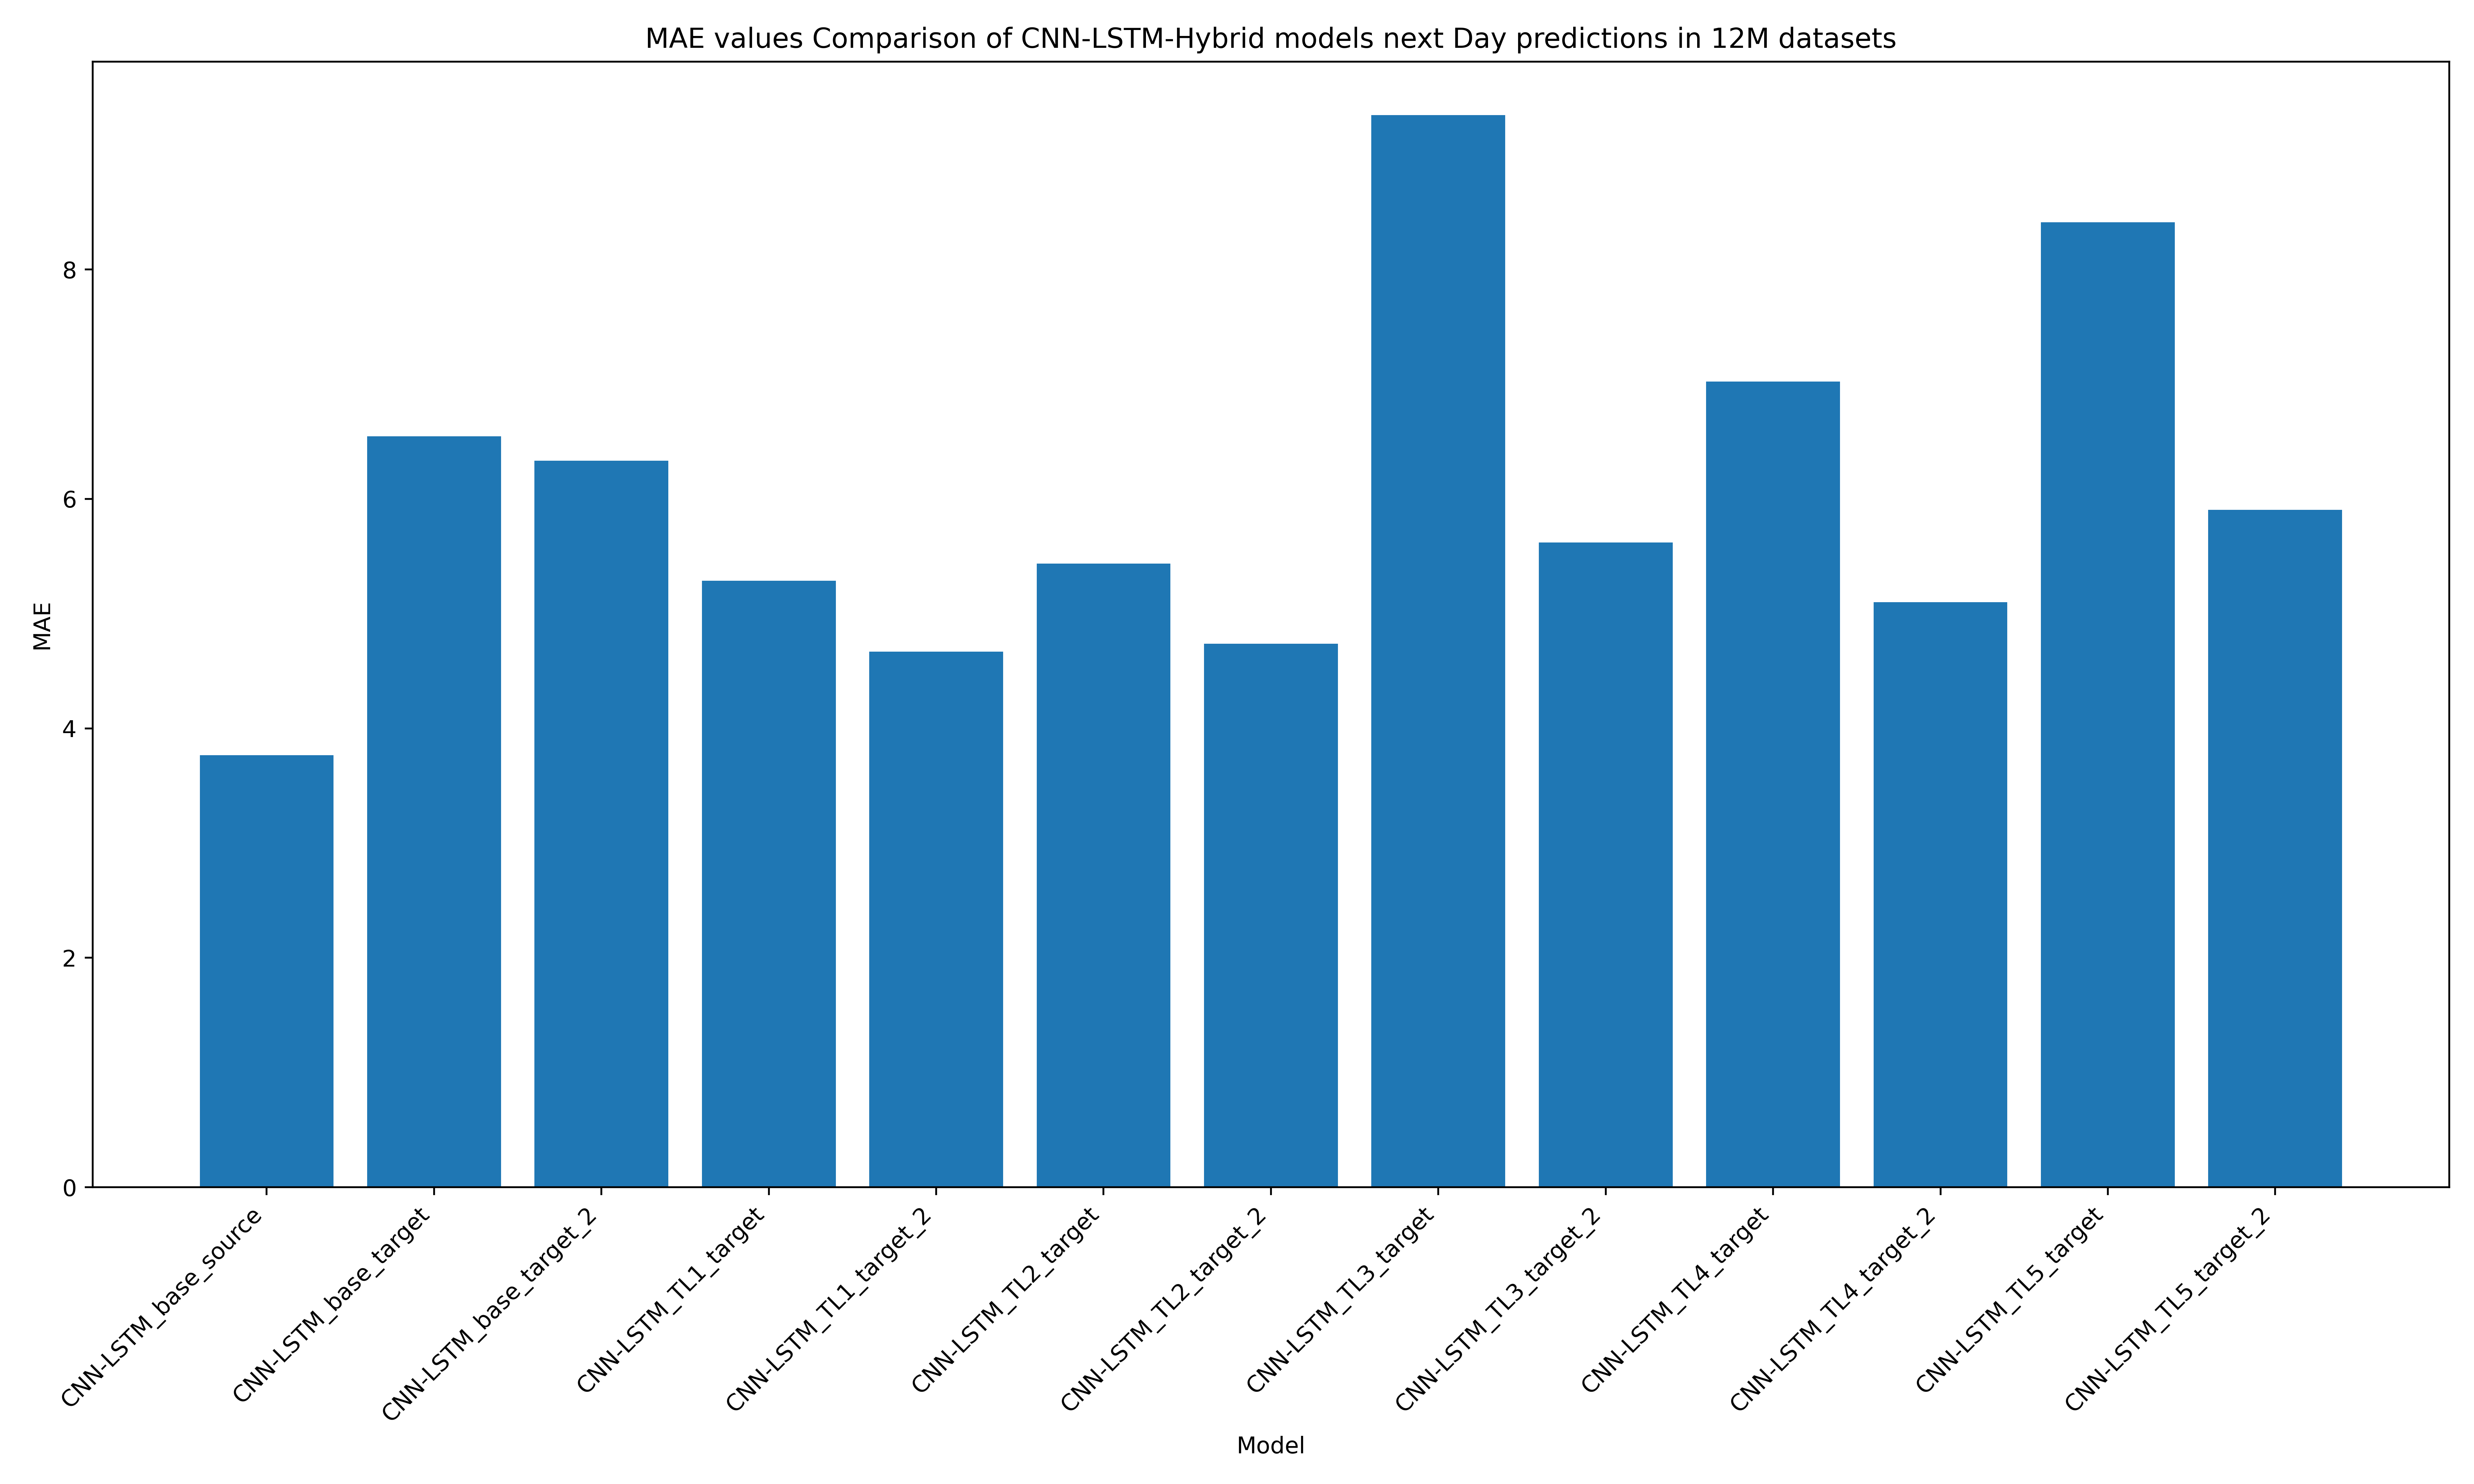 MAE values Comparison of CNN-LSTM-Hybrid models next Day predictions in 12M datasets
MAE
8
6
4
2
0
CNN-LSTM_base_source
CNN-LSTM_base_target
CNN-LSTM_base_target_2
CNN-LSTM_TL1_target
CNN-LSTM_TL1_target_2
CNN-LSTM_TL2_target
CNN-LSTM_TL2_target_2
CNN-LSTM_TL3_target
CNN-LSTM_TL3_target_2
CNN-LSTM_TL4_target
CNN-LSTM_TL4_target_2
CNN-LSTM_TL5_target
CNN-LSTM_TL5_target_2
Model